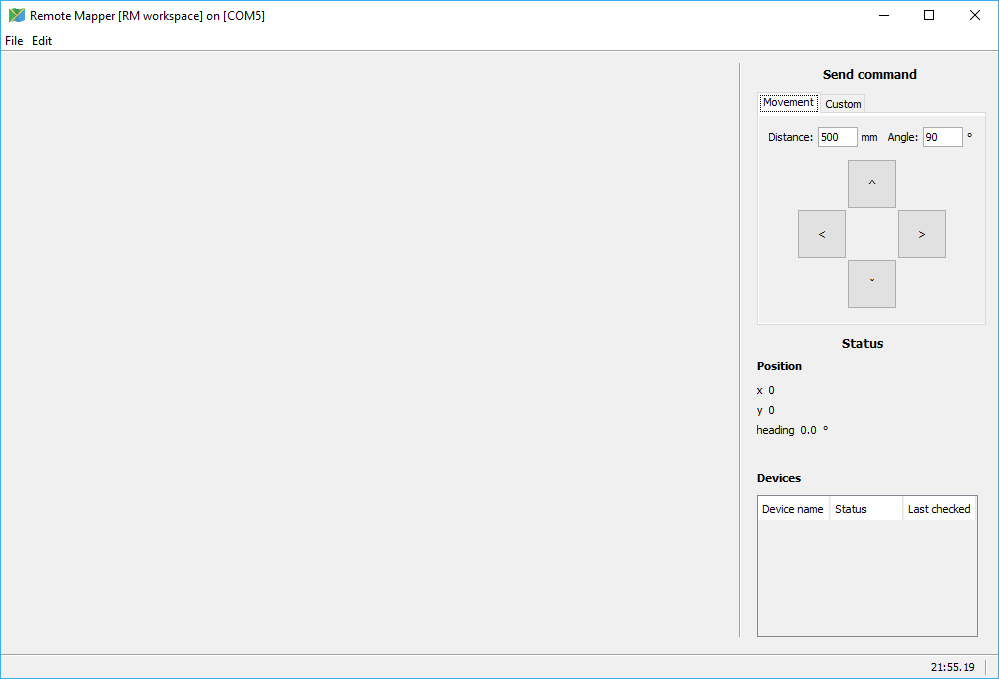 Remote Mapper [RM workspace] on [COM5]
File Edit
Send command
Movement Custom
Distance: 500 mm Angle: 90 °
^
< >
ˇ
Status
Position
x 0
y 0
heading 0.0 °
Devices
Device name Status Last checked
21:55.19